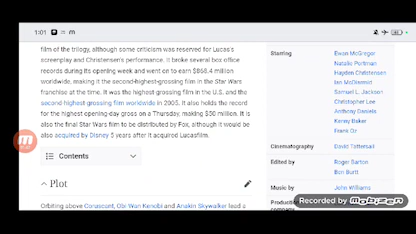 1:01
film of the trilogy, although some criticism was reserved for Lucas's
screenplay and Christensen's performance. It broke several box office
records during its opening week and went on to earn $868.4 million
worldwide, making it the second-highest-grossing film in the Star Wars
franchise at the time. It was the highest grossing film in the U.S. and the
second highest grossing film worldwide in 2005. It also holds the record
for the highest opening-day gross on a Thursday, making $50 million. It is
also the final Star Wars film to be distributed by Fox, although it would be
also acquired by Disney 5 years after it acquired Lucasfilm.
Contents
Plot
Orbiting above Coruscant, Obi-Wan Kenobi and Anakin Skywalker lead a
Starring
Ewan McGregor
Natalie Portman
Hayden Christensen
Ian McDiarmid
Samuel L. Jackson
Christopher Lee
Anthony Daniels
Kenny Baker
Frank Oz
Cinematography
David Tattersall
Edited by
Roger Barton
Ben Burtt
Music by
John Williams
Production
company
Recorded by
MOBIZEN